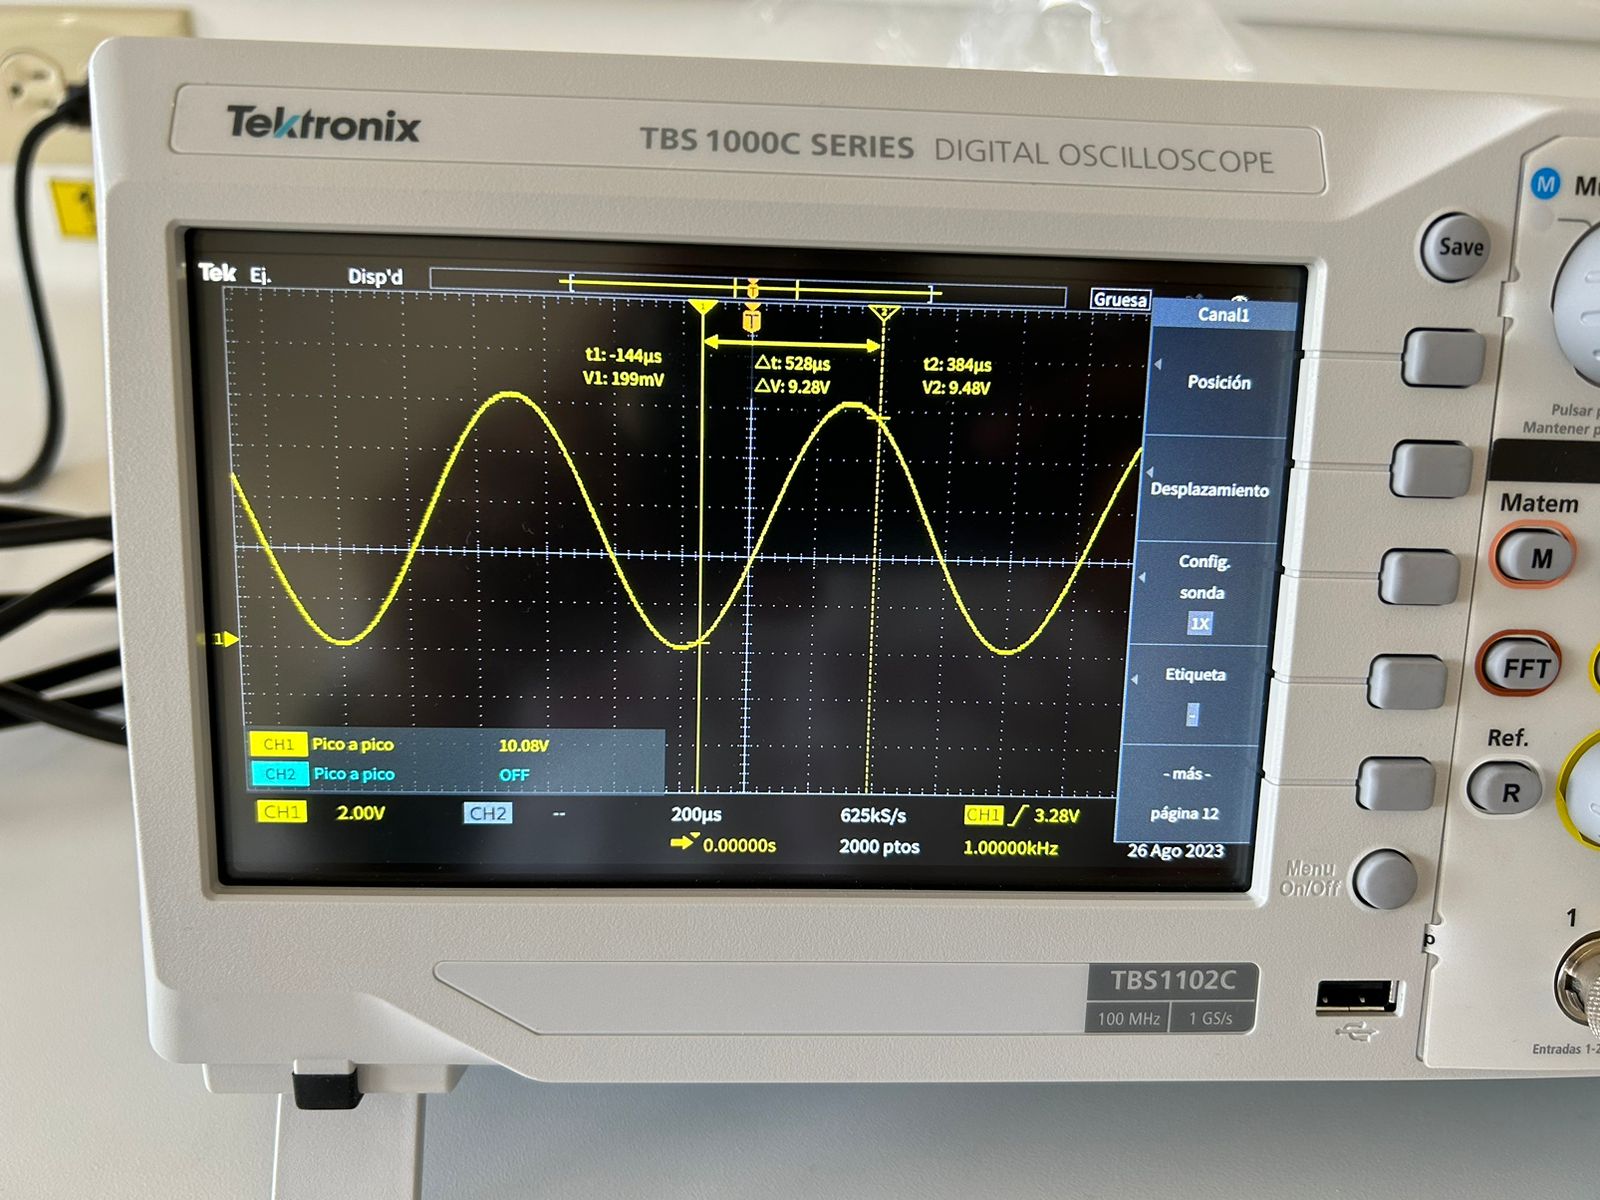 Tektronix
TBS 1000C SERIES DIGITAL OSCILLOSCOPE
M
Save
Tek Ej. Disp'd
T
Gruesa
Canal1
1
2
T
t1: -144µs
V1: 199mV
△t: 528µs
△V: 9.28V
t2: 384µs
V2: 9.48V
Posición
Pulsar
Mantener
Desplazamiento
Matem
M
Config.
sonda
1X
1
Etiqueta
-
FFT
Ref.
R
CH1 Pico a pico 10.08V
CH2 Pico a pico OFF
- más -
página 12
CH1 2.00V CH2 -- 200µs 625kS/s CH1 3.28V
0.00000s 2000 ptos 1.00000kHz
26 Ago 2023
Menu
On/Off
1
p
TBS1102C
100 MHz 1 GS/s
Entradas 1-2